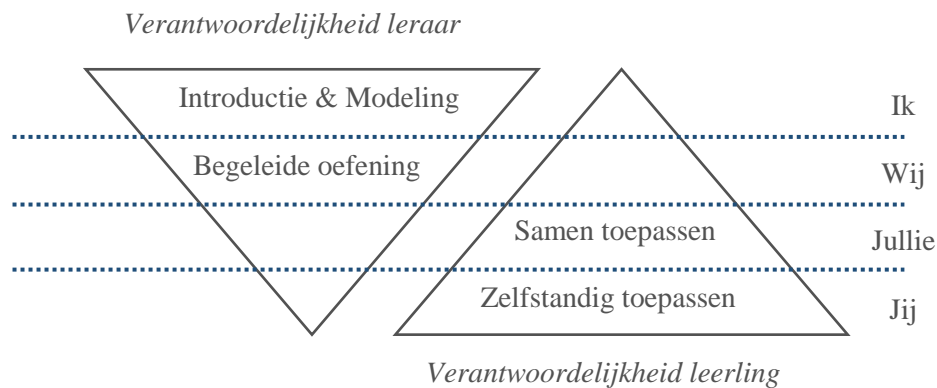 Verantwoordelijkheid leraar
Introductie & Modeling
Ik
Begeleide oefening
Wij
Samen toepassen
Jullie
Zelfstandig toepassen
Jij
Verantwoordelijkheid leerling